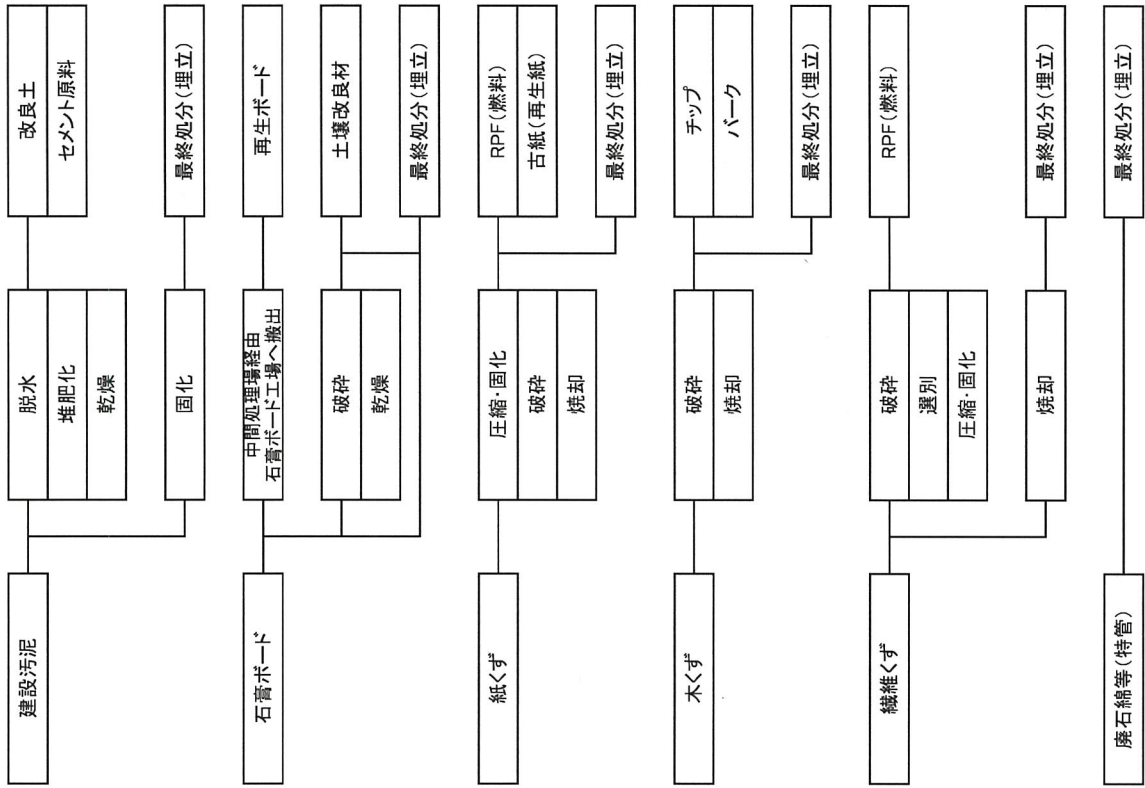 建設汚泥
脱水
堆肥化
乾燥
改良土
セメント原料
固化
最終処分(埋立)
石膏ボード
中間処理場経由
石膏ボード工場へ搬出
再生ボード
破砕
乾燥
土壌改良材
最終処分(埋立)
紙くず
圧縮・固化
破砕
焼却
RPF(燃料)
古紙(再生紙)
最終処分(埋立)
木くず
破砕
焼却
チップ
バーク
最終処分(埋立)
繊維くず
破砕
選別
圧縮・固化
RPF(燃料)
焼却
最終処分(埋立)
廃石綿等(特管)
最終処分(埋立)